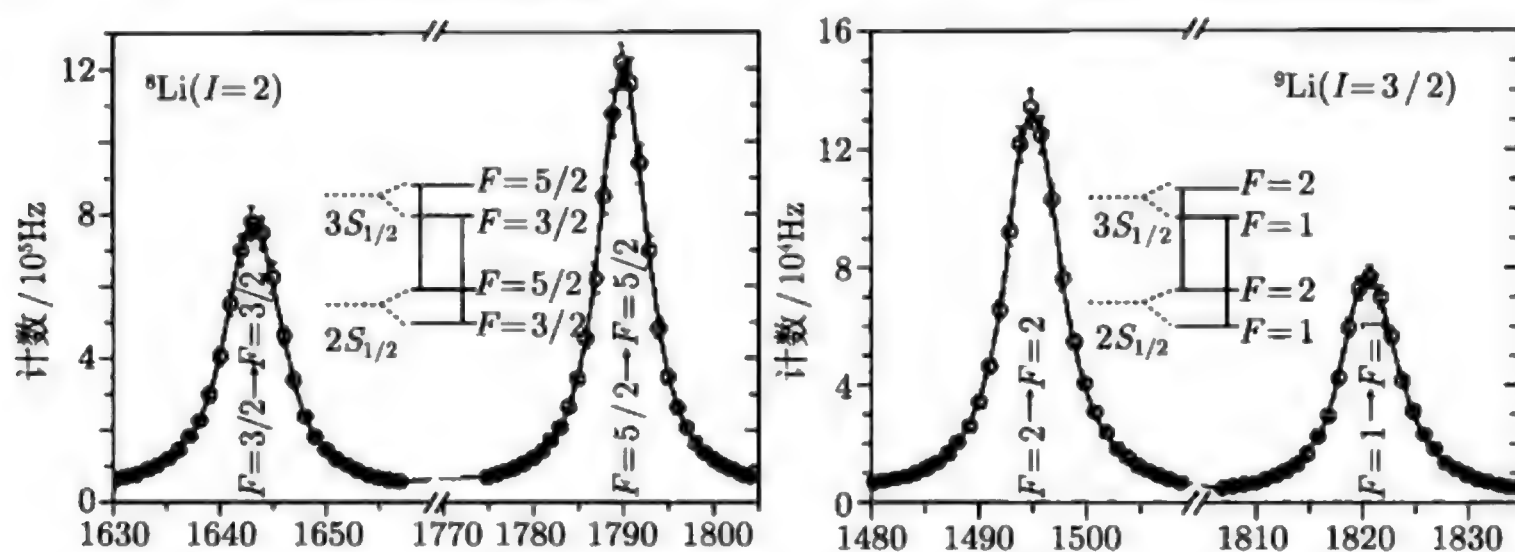 ⁸Li(I=2)
计数/10⁵Hz
12
8
4
0
F=5/2
3S₁/₂
F=3/2
F=5/2
2S₁/₂
F=3/2
F=3/2→F=3/2
F=5/2→F=5/2
1630 1640 1650 1770 1780 1790 1800
⁹Li(I=3/2)
计数/10⁴Hz
16
12
8
4
0
F=2
3S₁/₂
F=1
F=2
2S₁/₂
F=1
F=2→F=2
F=1→F=1
1480 1490 1500 1810 1820 1830